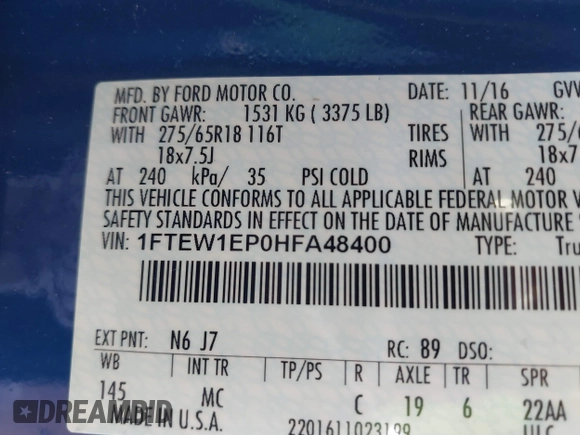 MFD. BY FORD MOTOR CO. DATE: 11/16 GVV
FRONT GAWR: 1531 KG ( 3375 LB) REAR GAWR:
WITH 275/65R18 116T TIRES WITH 275/6
18x7.5J RIMS 18x7
AT 240 kPa/ 35 PSI COLD AT 240
THIS VEHICLE CONFORMS TO ALL APPLICABLE FEDERAL MOTOR V
SAFETY STANDARDS IN EFFECT ON THE DATE OF MANUFACTURE
VIN: 1FTEW1EP0HFA48400 TYPE: Tru
EXT PNT: N6 J7 RC: 89 DSO:
WB INT TR TP/PS R AXLE TR SPR
145 MC C 19 6 22AA
MADE IN U.S.A. 2201611023199 ULC
DREAMBID